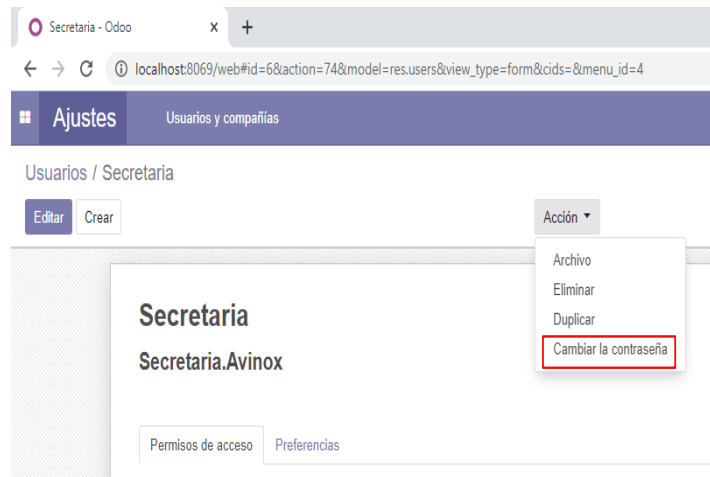 Secretaria - Odoo
localhost:8069/web#id=6&action=74&model=res.users&view_type=form&cids=&menu_id=4
Ajustes Usuarios y compañías
Usuarios / Secretaria
Editar Crear Acción
Archivo
Eliminar
Duplicar
Cambiar la contraseña
Secretaria
Secretaria.Avinox
Permisos de acceso Preferencias